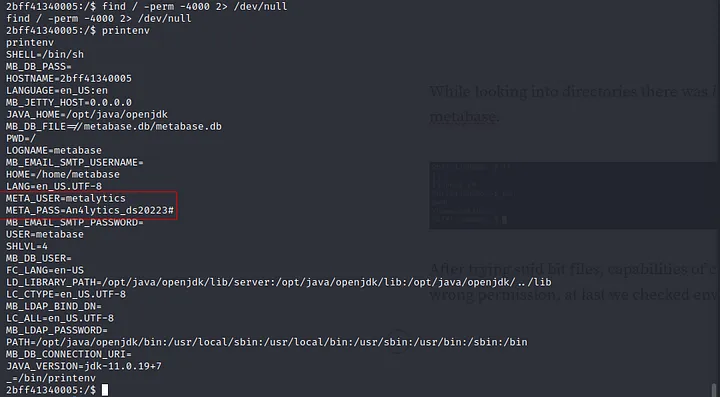 2bff41340005:/$ find / -perm -4000 2> /dev/null
find / -perm -4000 2> /dev/null
2bff41340005:/$ printenv
printenv
SHELL=/bin/sh
MB_DB_PASS=
HOSTNAME=2bff41340005
LANGUAGE=en_US:en
MB_JETTY_HOST=0.0.0.0
JAVA_HOME=/opt/java/openjdk
MB_DB_FILE=//metabase.db/metabase.db
PWD=/
LOGNAME=metabase
MB_EMAIL_SMTP_USERNAME=
HOME=/home/metabase
LANG=en_US.UTF-8
META_USER=metalytics
META_PASS=An4lytics_ds20223#
MB_EMAIL_SMTP_PASSWORD=
USER=metabase
SHLVL=4
MB_DB_USER=
FC_LANG=en-US
LD_LIBRARY_PATH=/opt/java/openjdk/lib/server:/opt/java/openjdk/lib:/opt/java/openjdk/../lib
LC_CTYPE=en_US.UTF-8
MB_LDAP_BIND_DN=
LC_ALL=en_US.UTF-8
MB_LDAP_PASSWORD=
PATH=/opt/java/openjdk/bin:/usr/local/sbin:/usr/local/bin:/usr/sbin:/usr/bin:/sbin:/bin
MB_DB_CONNECTION_URI=
JAVA_VERSION=jdk-11.0.19+7
_=/bin/printenv
2bff41340005:/$
While looking into directories there was
metabase.
After trying suid bit files, capabilities of
wrong permission, at last we checked env